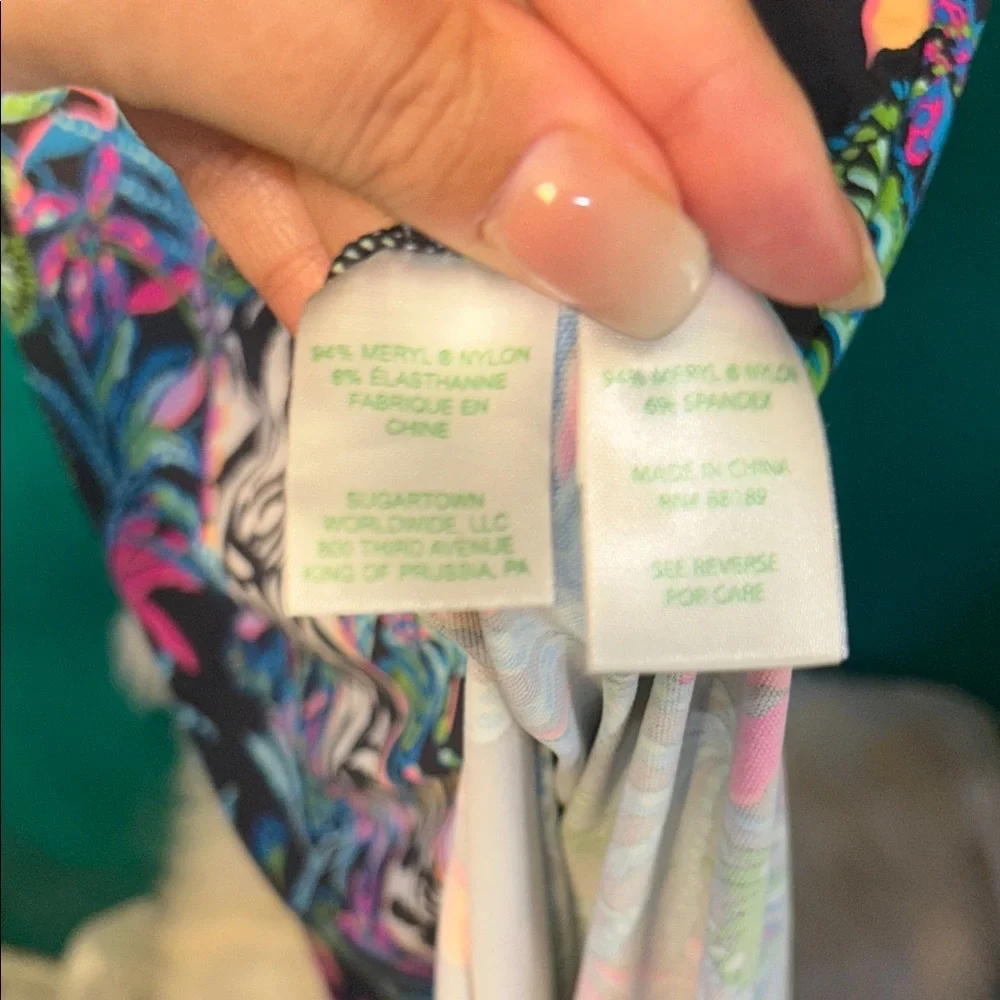 94% MERYL ® NYLON
6% ÉLASTHANNE
FABRIQUE EN
CHINE
SUGARTOWN
WORLDWIDE, LLC
800 THIRD AVENUE
KING OF PRUSSIA, PA
94% MERYL ® NYLON
6% SPANDEX
MADE IN CHINA
RN#
SEE REVERSE
FOR CARE